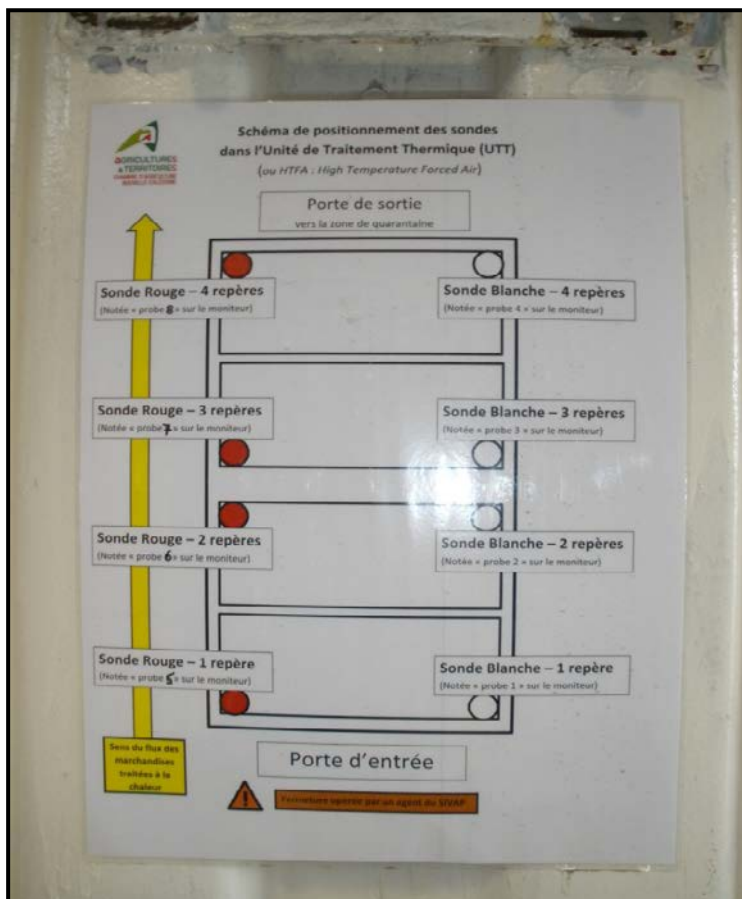 Schéma de positionnement des sondes
dans l'Unité de Traitement Thermique (UTT)
(ou HTFA : High Temperature Forced Air)
AGRICULTURES
& TERRITOIRES
CHAMBRE D'AGRICULTURE
NOUVELLE-CALÉDONIE
Porte de sortie
vers la zone de quarantaine
Sonde Rouge – 4 repères
(Notée « probe 8 » sur le moniteur)
Sonde Blanche – 4 repères
(Notée « probe 4 » sur le moniteur)
Sonde Rouge – 3 repères
(Notée « probe 7 » sur le moniteur)
Sonde Blanche – 3 repères
(Notée « probe 3 » sur le moniteur)
Sonde Rouge – 2 repères
(Notée « probe 6 » sur le moniteur)
Sonde Blanche – 2 repères
(Notée « probe 2 » sur le moniteur)
Sonde Rouge – 1 repère
(Notée « probe 5 » sur le moniteur)
Sonde Blanche – 1 repère
(Notée « probe 1 » sur le moniteur)
Sens du flux des
marchandises
traitées à la
chaleur
Porte d'entrée
Fermeture opérée par un agent du SIVAP